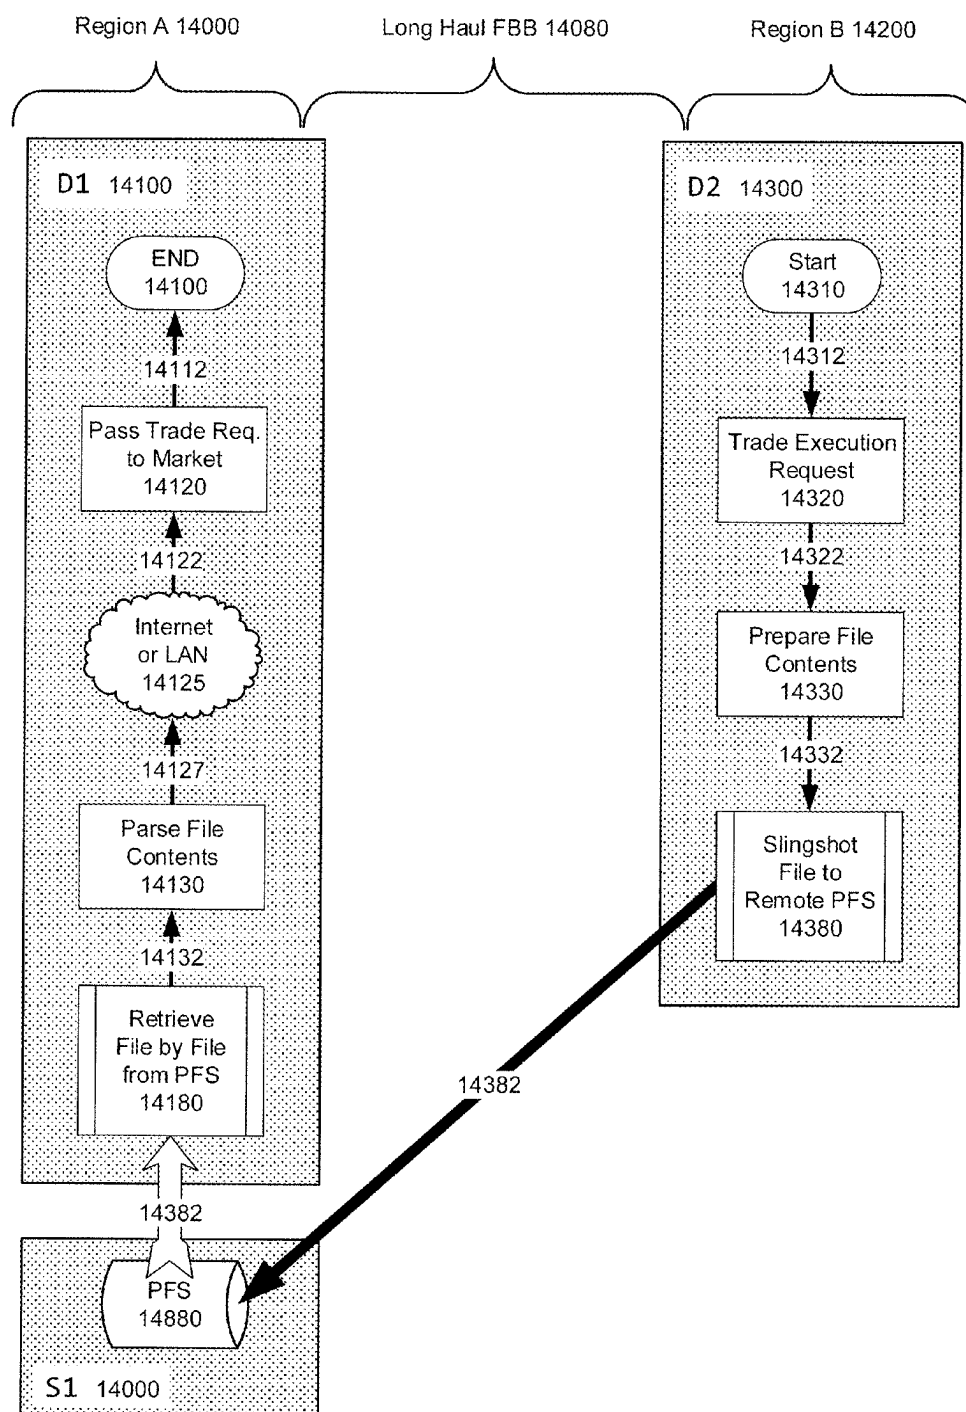 Region A 14000
Long Haul FBB 14080
Region B 14200
D1 14100
END
14100
14112
Pass Trade Req.
to Market
14120
14122
Internet
or LAN
14125
14127
Parse File
Contents
14130
14132
Retrieve
File by File
from PFS
14180
14382
PFS
14880
S1 14000
14382
D2 14300
Start
14310
14312
Trade Execution
Request
14320
14322
Prepare File
Contents
14330
14332
Slingshot
File to
Remote PFS
14380